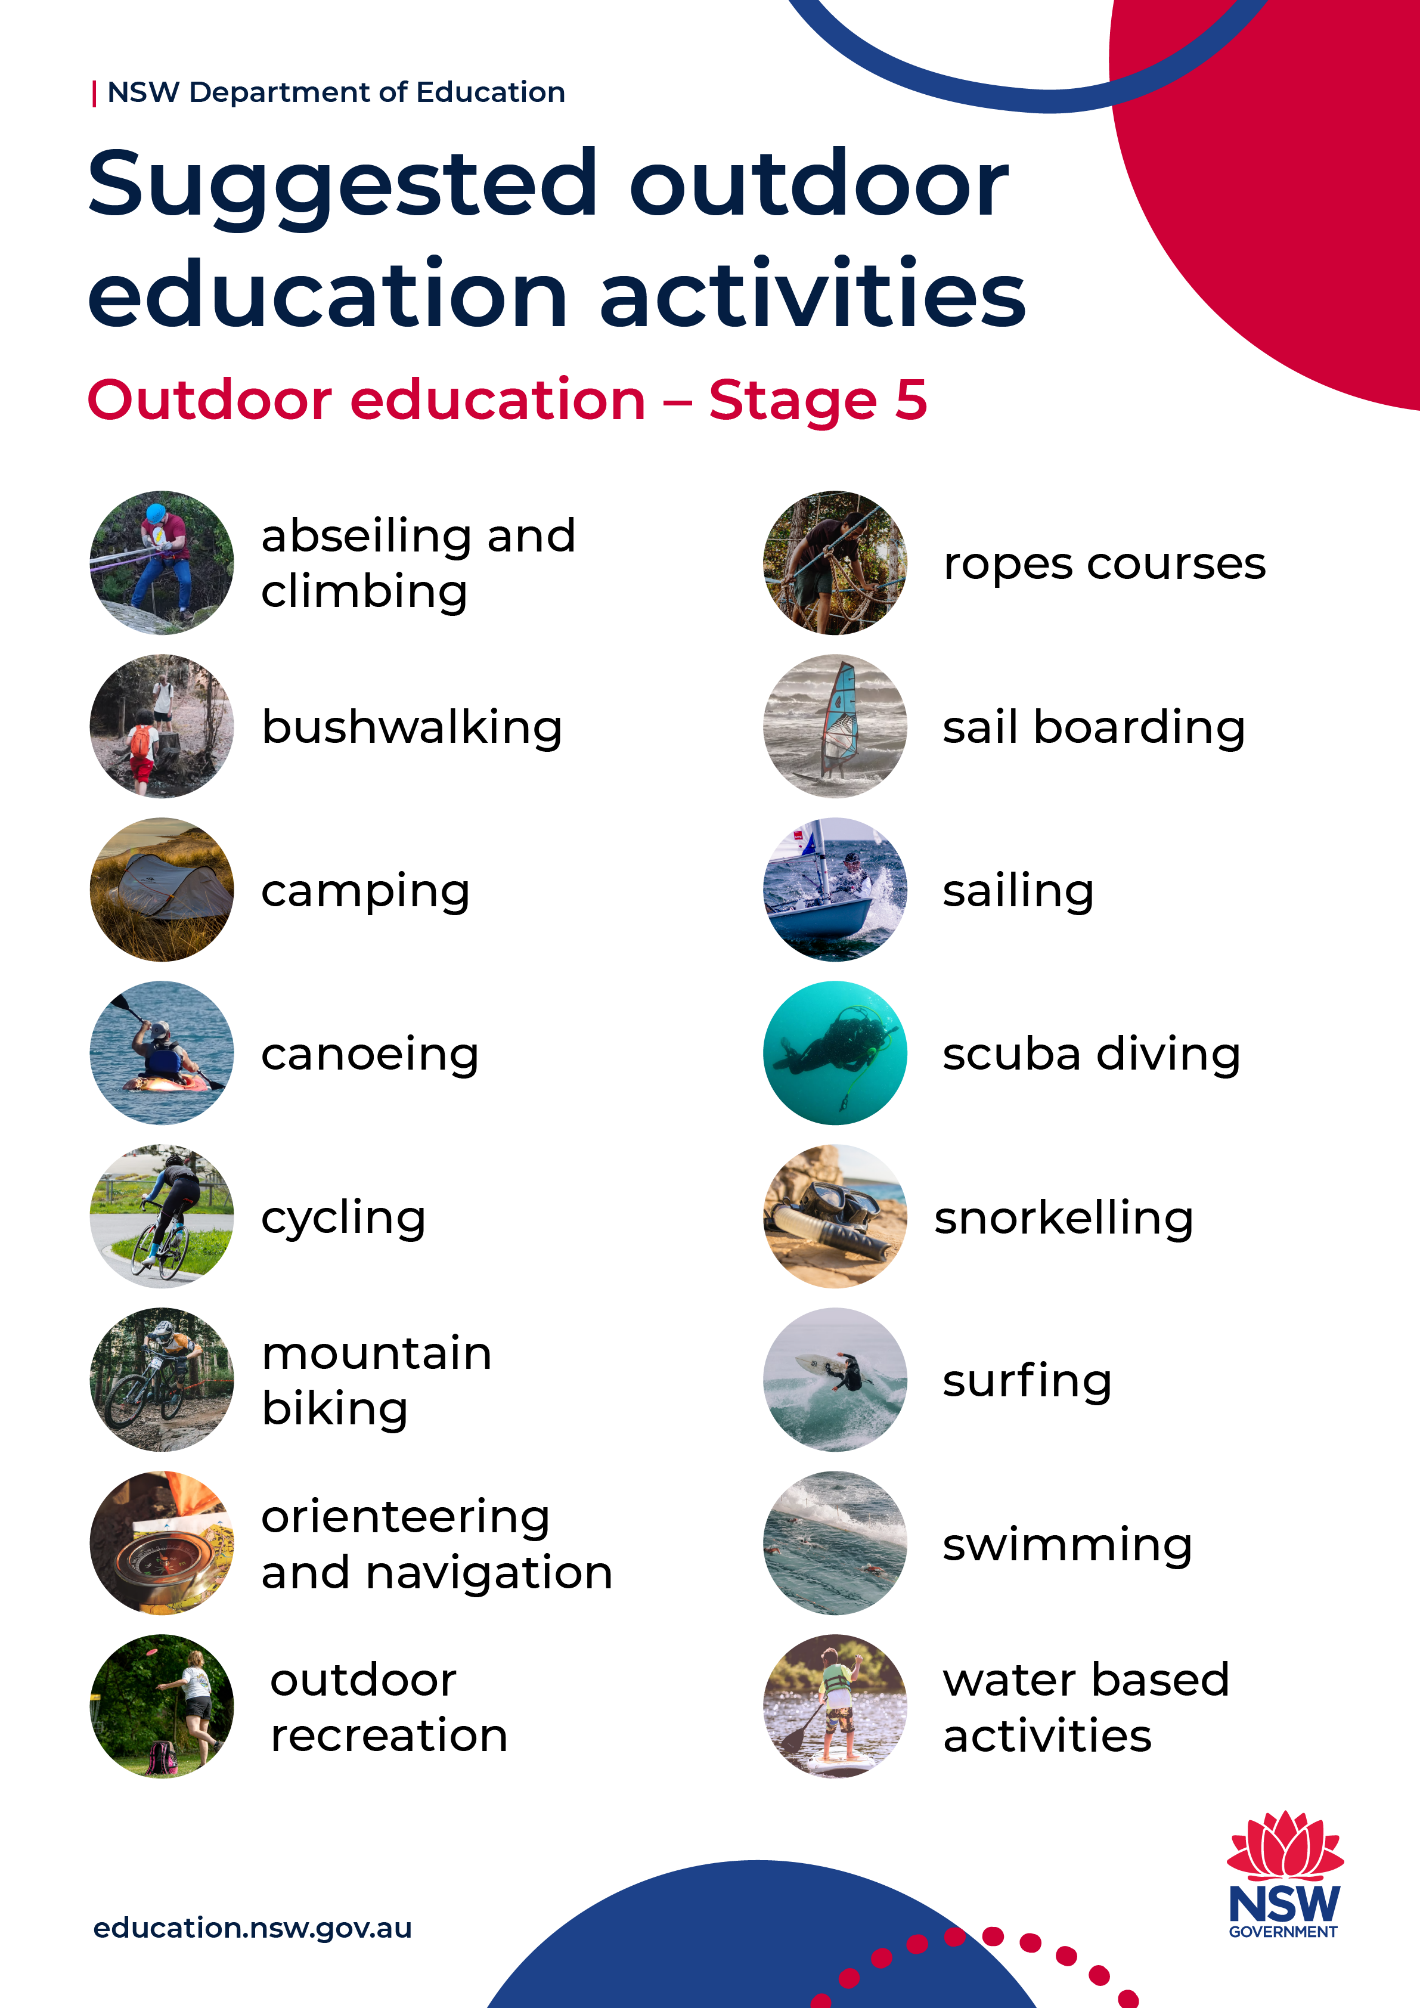 | NSW Department of Education
Suggested outdoor
education activities
Outdoor education – Stage 5
abseiling and
climbing
bushwalking
camping
canoeing
cycling
mountain
biking
orienteering
and navigation
outdoor
recreation
ropes courses
sail boarding
sailing
scuba diving
snorkelling
surfing
swimming
water based
activities
education.nsw.gov.au
NSW
GOVERNMENT